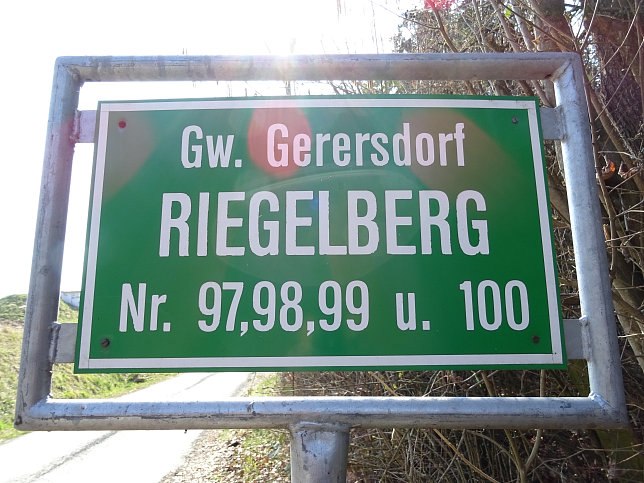 Gw. Gerersdorf
RIEGELBERG
Nr. 97,98,99 u. 100